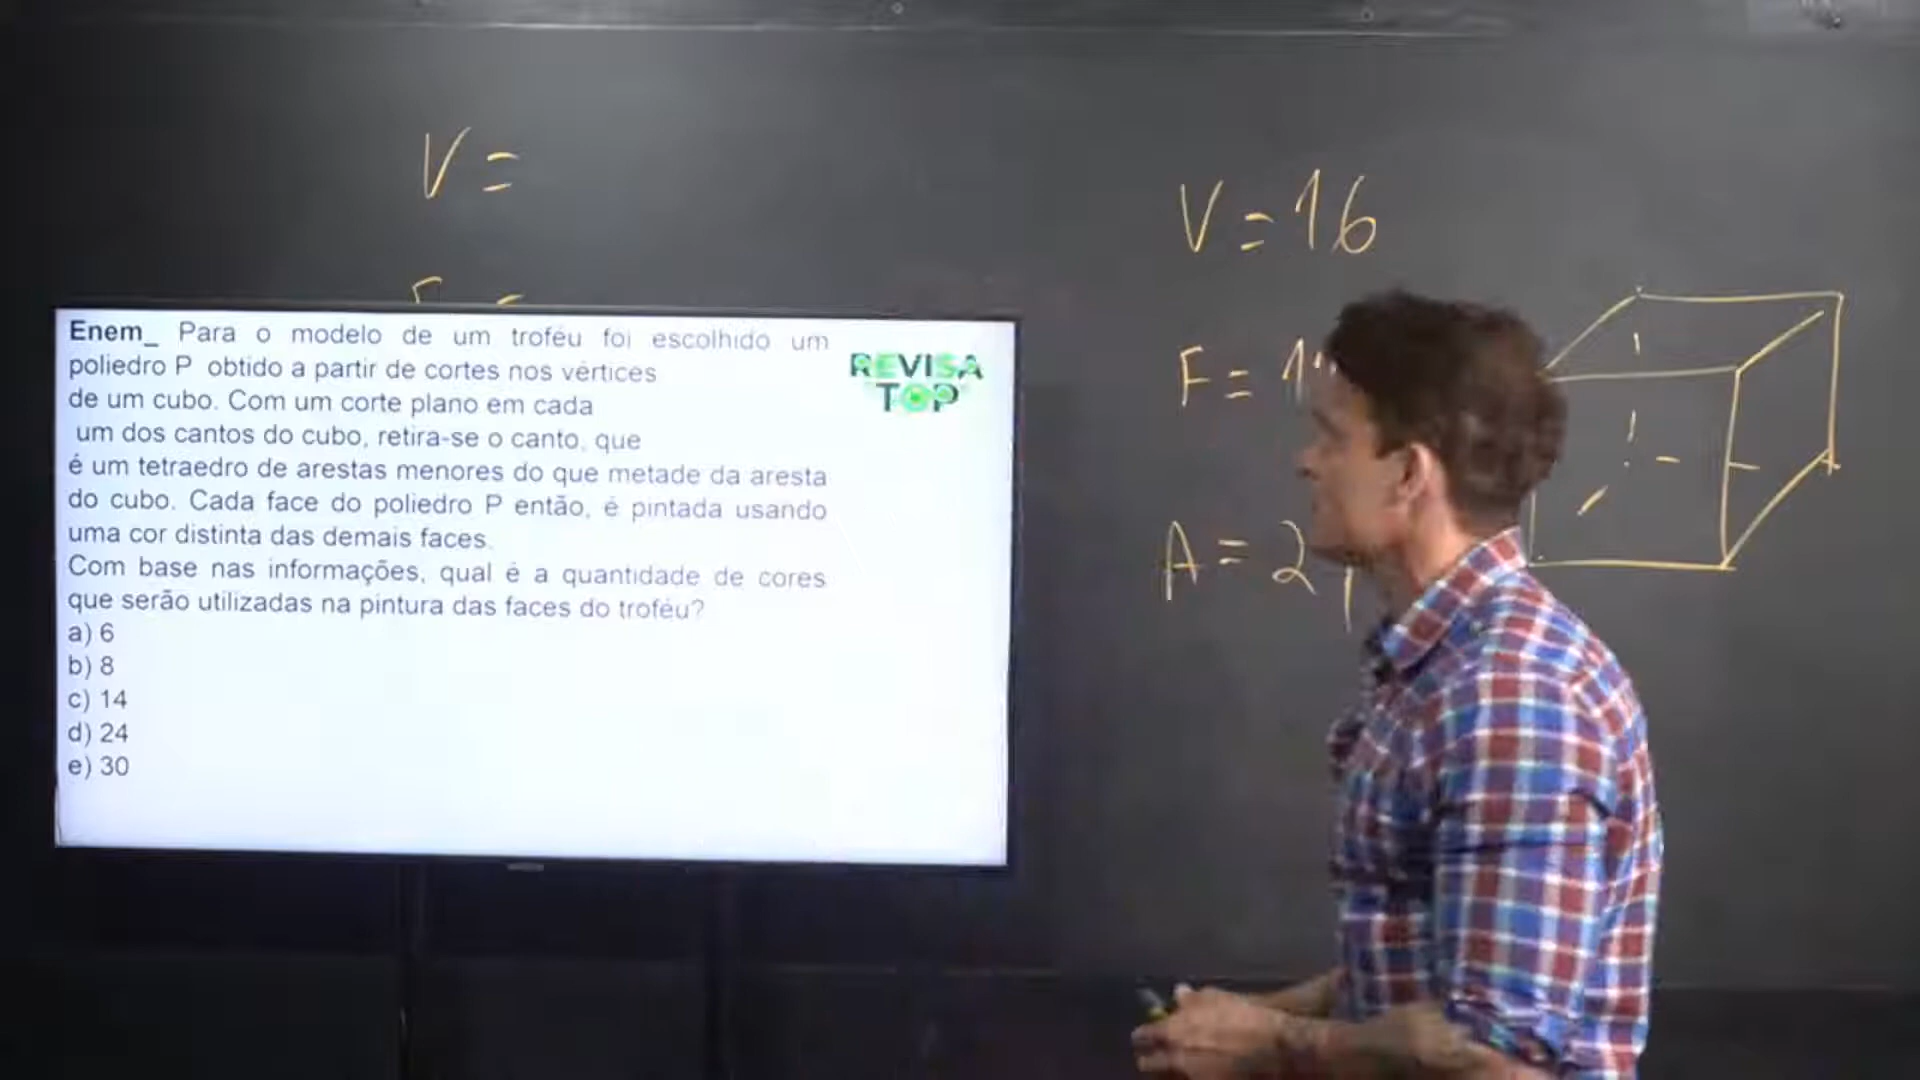 V =
V = 16
F =
A = 2
Enem_ Para o modelo de um troféu foi escolhido um
poliedro P obtido a partir de cortes nos vértices
de um cubo. Com um corte plano em cada
um dos cantos do cubo, retira-se o canto, que
é um tetraedro de arestas menores do que metade da aresta
do cubo. Cada face do poliedro P então, é pintada usando
uma cor distinta das demais faces.
Com base nas informações, qual é a quantidade de cores
que serão utilizadas na pintura das faces do troféu?
a) 6
b) 8
c) 14
d) 24
e) 30
REVISA
TOP